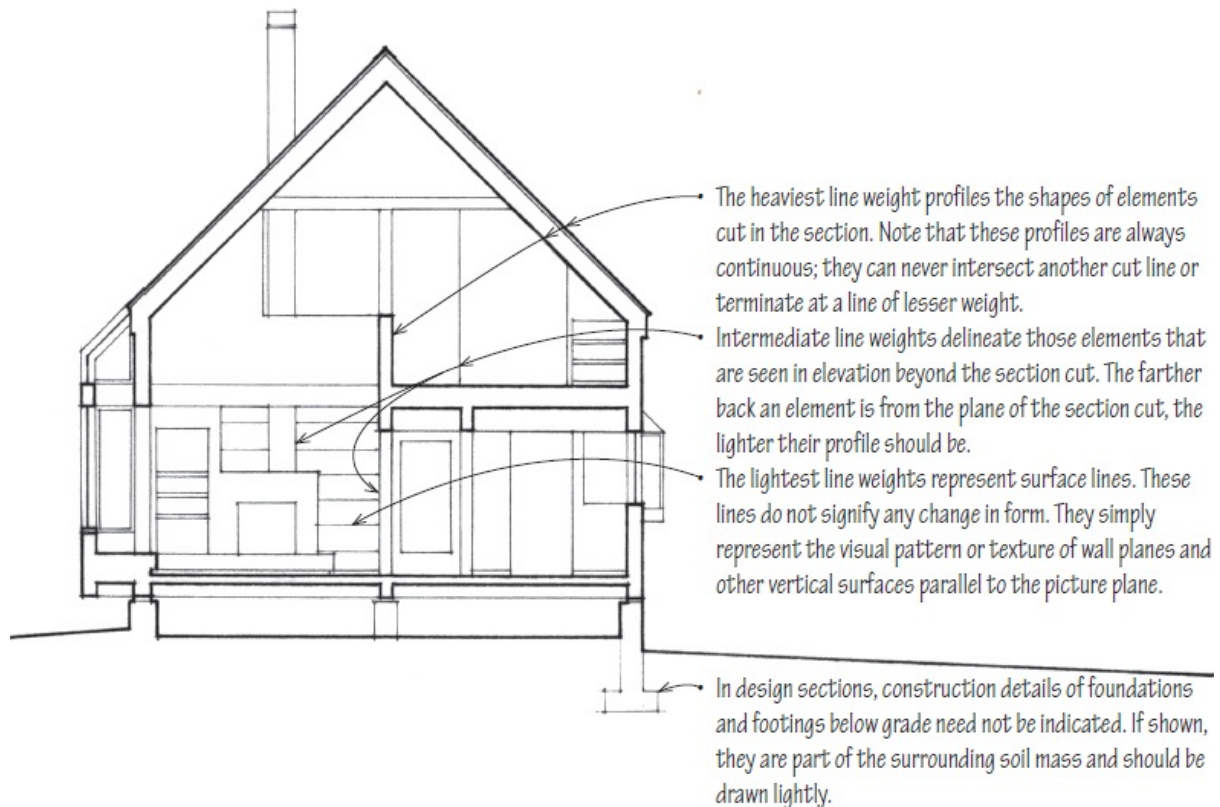 • The heaviest line weight profiles the shapes of elements
cut in the section. Note that these profiles are always
continuous; they can never intersect another cut line or
terminate at a line of lesser weight.
• Intermediate line weights delineate those elements that
are seen in elevation beyond the section cut. The farther
back an element is from the plane of the section cut, the
lighter their profile should be.
• The lightest line weights represent surface lines. These
lines do not signify any change in form. They simply
represent the visual pattern or texture of wall planes and
other vertical surfaces parallel to the picture plane.
• In design sections, construction details of foundations
and footings below grade need not be indicated. If shown,
they are part of the surrounding soil mass and should be
drawn lightly.